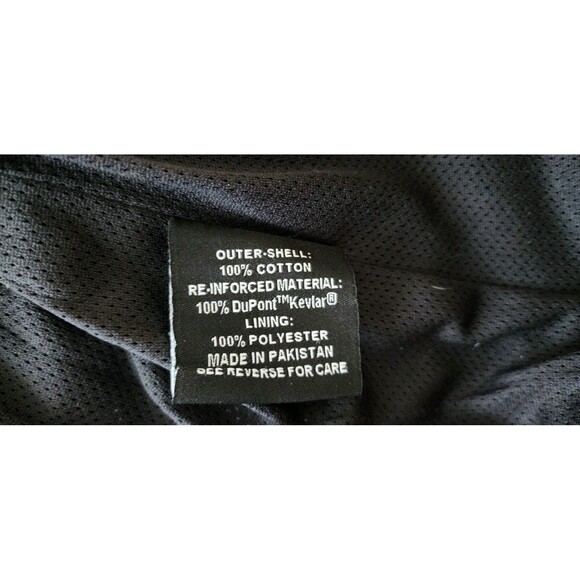 OUTER-SHELL:
100% COTTON
RE-INFORCED MATERIAL:
100% DuPont™Kevlar®
LINING:
100% POLYESTER
MADE IN PAKISTAN
SEE REVERSE FOR CARE